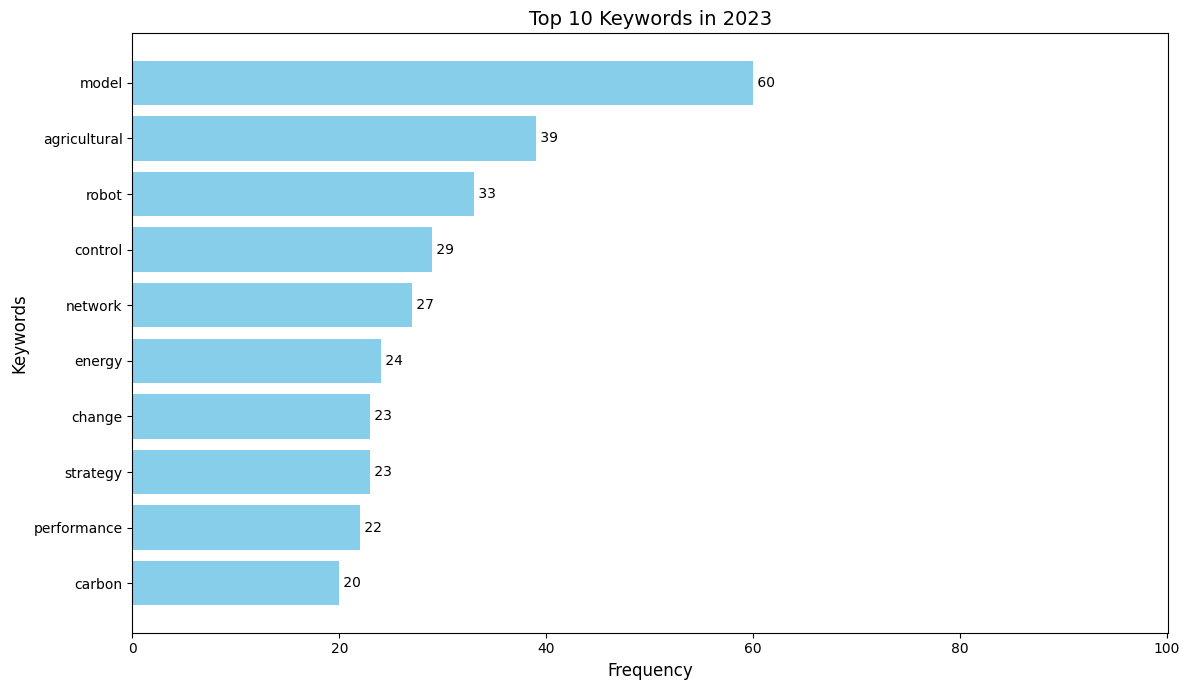 Top 10 Keywords in 2023
Keywords
model 60
agricultural 39
robot 33
control 29
network 27
energy 24
change 23
strategy 23
performance 22
carbon 20
0 20 40 60 80 100
Frequency